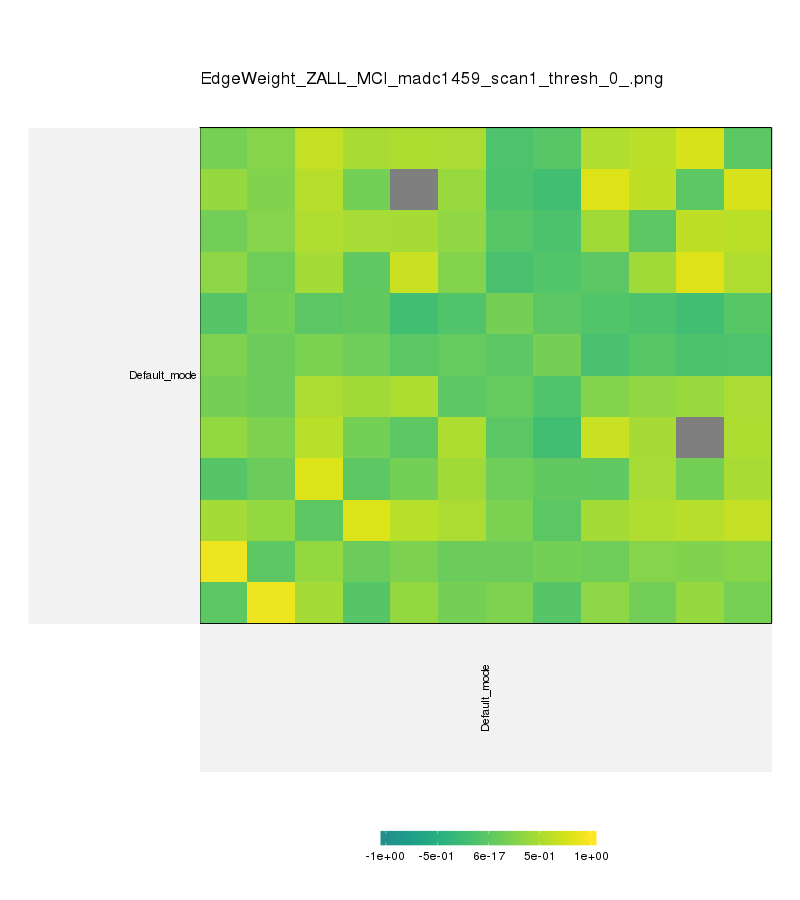 EdgeWeight_ZALL_MCI_madc1459_scan1_thresh_0_.png
Default_mode
Default_mode
-1e+00 -5e-01 6e-17 5e-01 1e+00